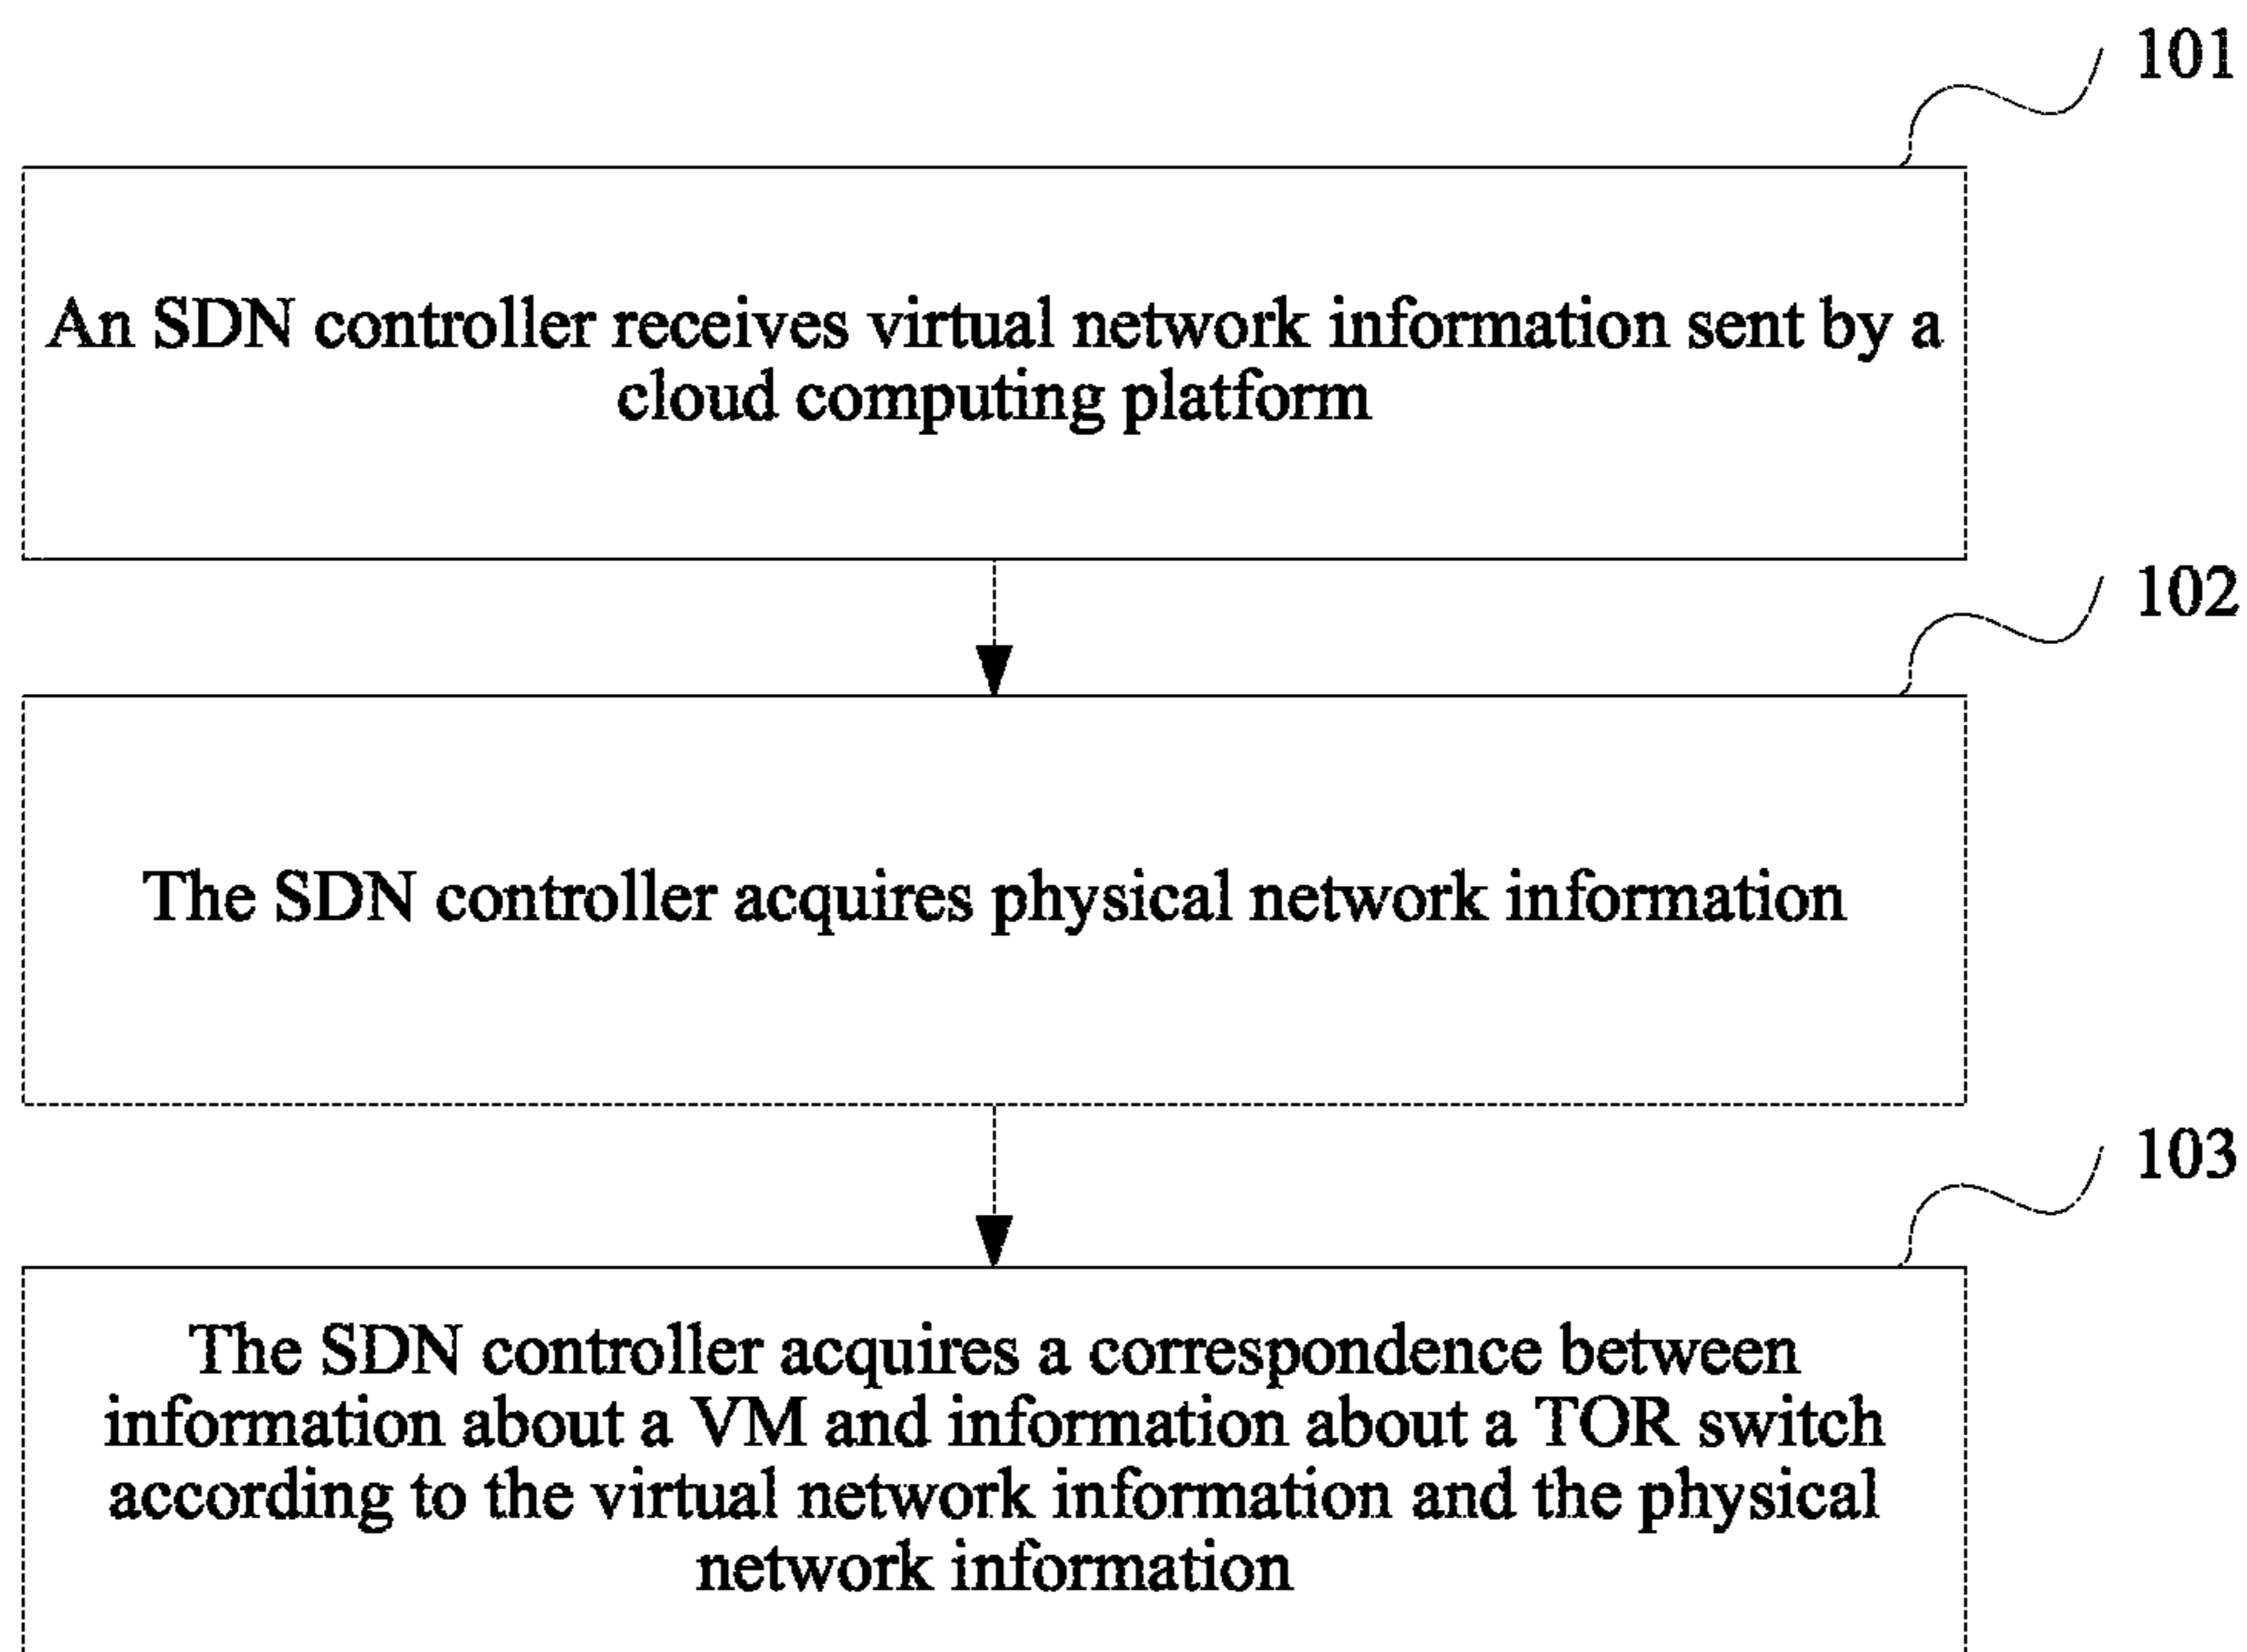 101
An SDN controller receives virtual network information sent by a
cloud computing platform
102
The SDN controller acquires physical network information
103
The SDN controller acquires a correspondence between
information about a VM and information about a TOR switch
according to the virtual network information and the physical
network information